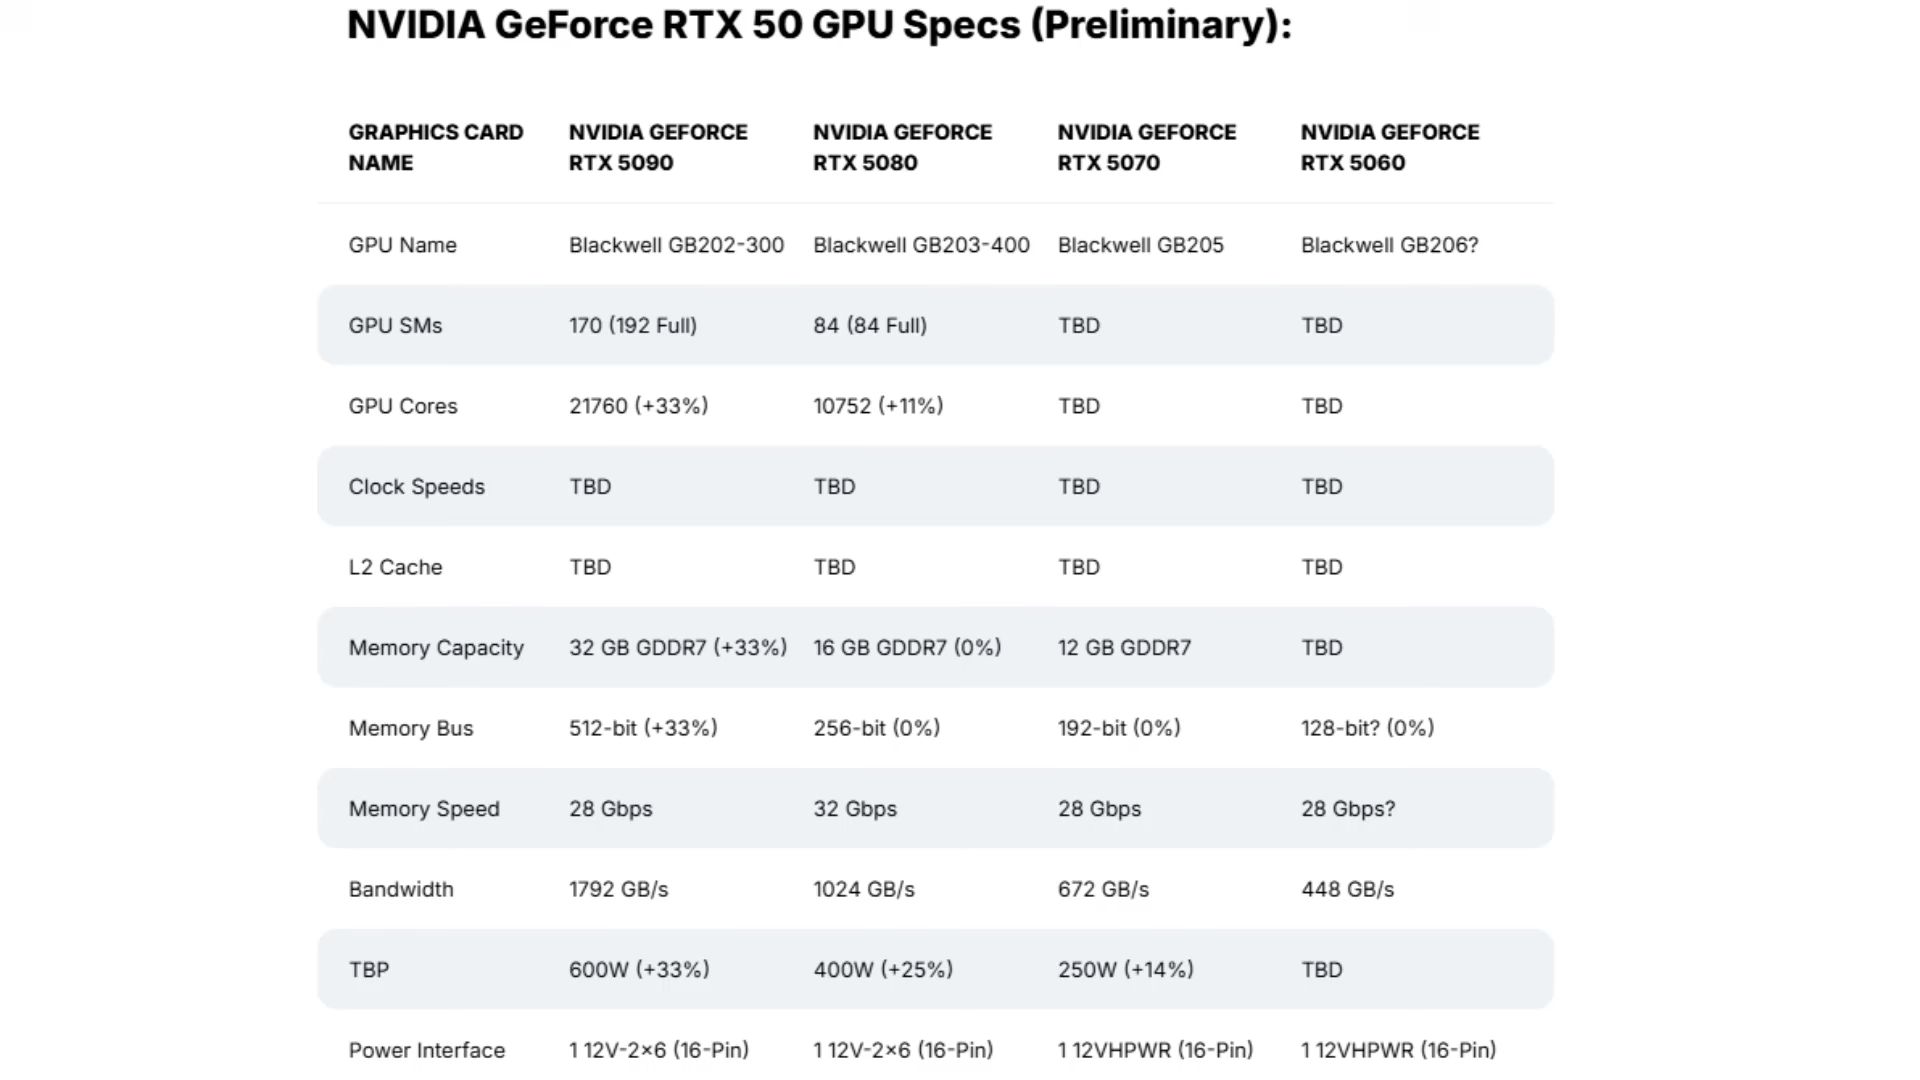 NVIDIA GeForce RTX 50 GPU Specs (Preliminary):
GRAPHICS CARD NAME NVIDIA GEFORCE RTX 5090 NVIDIA GEFORCE RTX 5080 NVIDIA GEFORCE RTX 5070 NVIDIA GEFORCE RTX 5060
GPU Name Blackwell GB202-300 Blackwell GB203-400 Blackwell GB205 Blackwell GB206?
GPU SMs 170 (192 Full) 84 (84 Full) TBD TBD
GPU Cores 21760 (+33%) 10752 (+11%) TBD TBD
Clock Speeds TBD TBD TBD TBD
L2 Cache TBD TBD TBD TBD
Memory Capacity 32 GB GDDR7 (+33%) 16 GB GDDR7 (0%) 12 GB GDDR7 TBD
Memory Bus 512-bit (+33%) 256-bit (0%) 192-bit (0%) 128-bit? (0%)
Memory Speed 28 Gbps 32 Gbps 28 Gbps 28 Gbps?
Bandwidth 1792 GB/s 1024 GB/s 672 GB/s 448 GB/s
TBP 600W (+33%) 400W (+25%) 250W (+14%) TBD
Power Interface 1 12V-2×6 (16-Pin) 1 12V-2×6 (16-Pin) 1 12VHPWR (16-Pin) 1 12VHPWR (16-Pin)